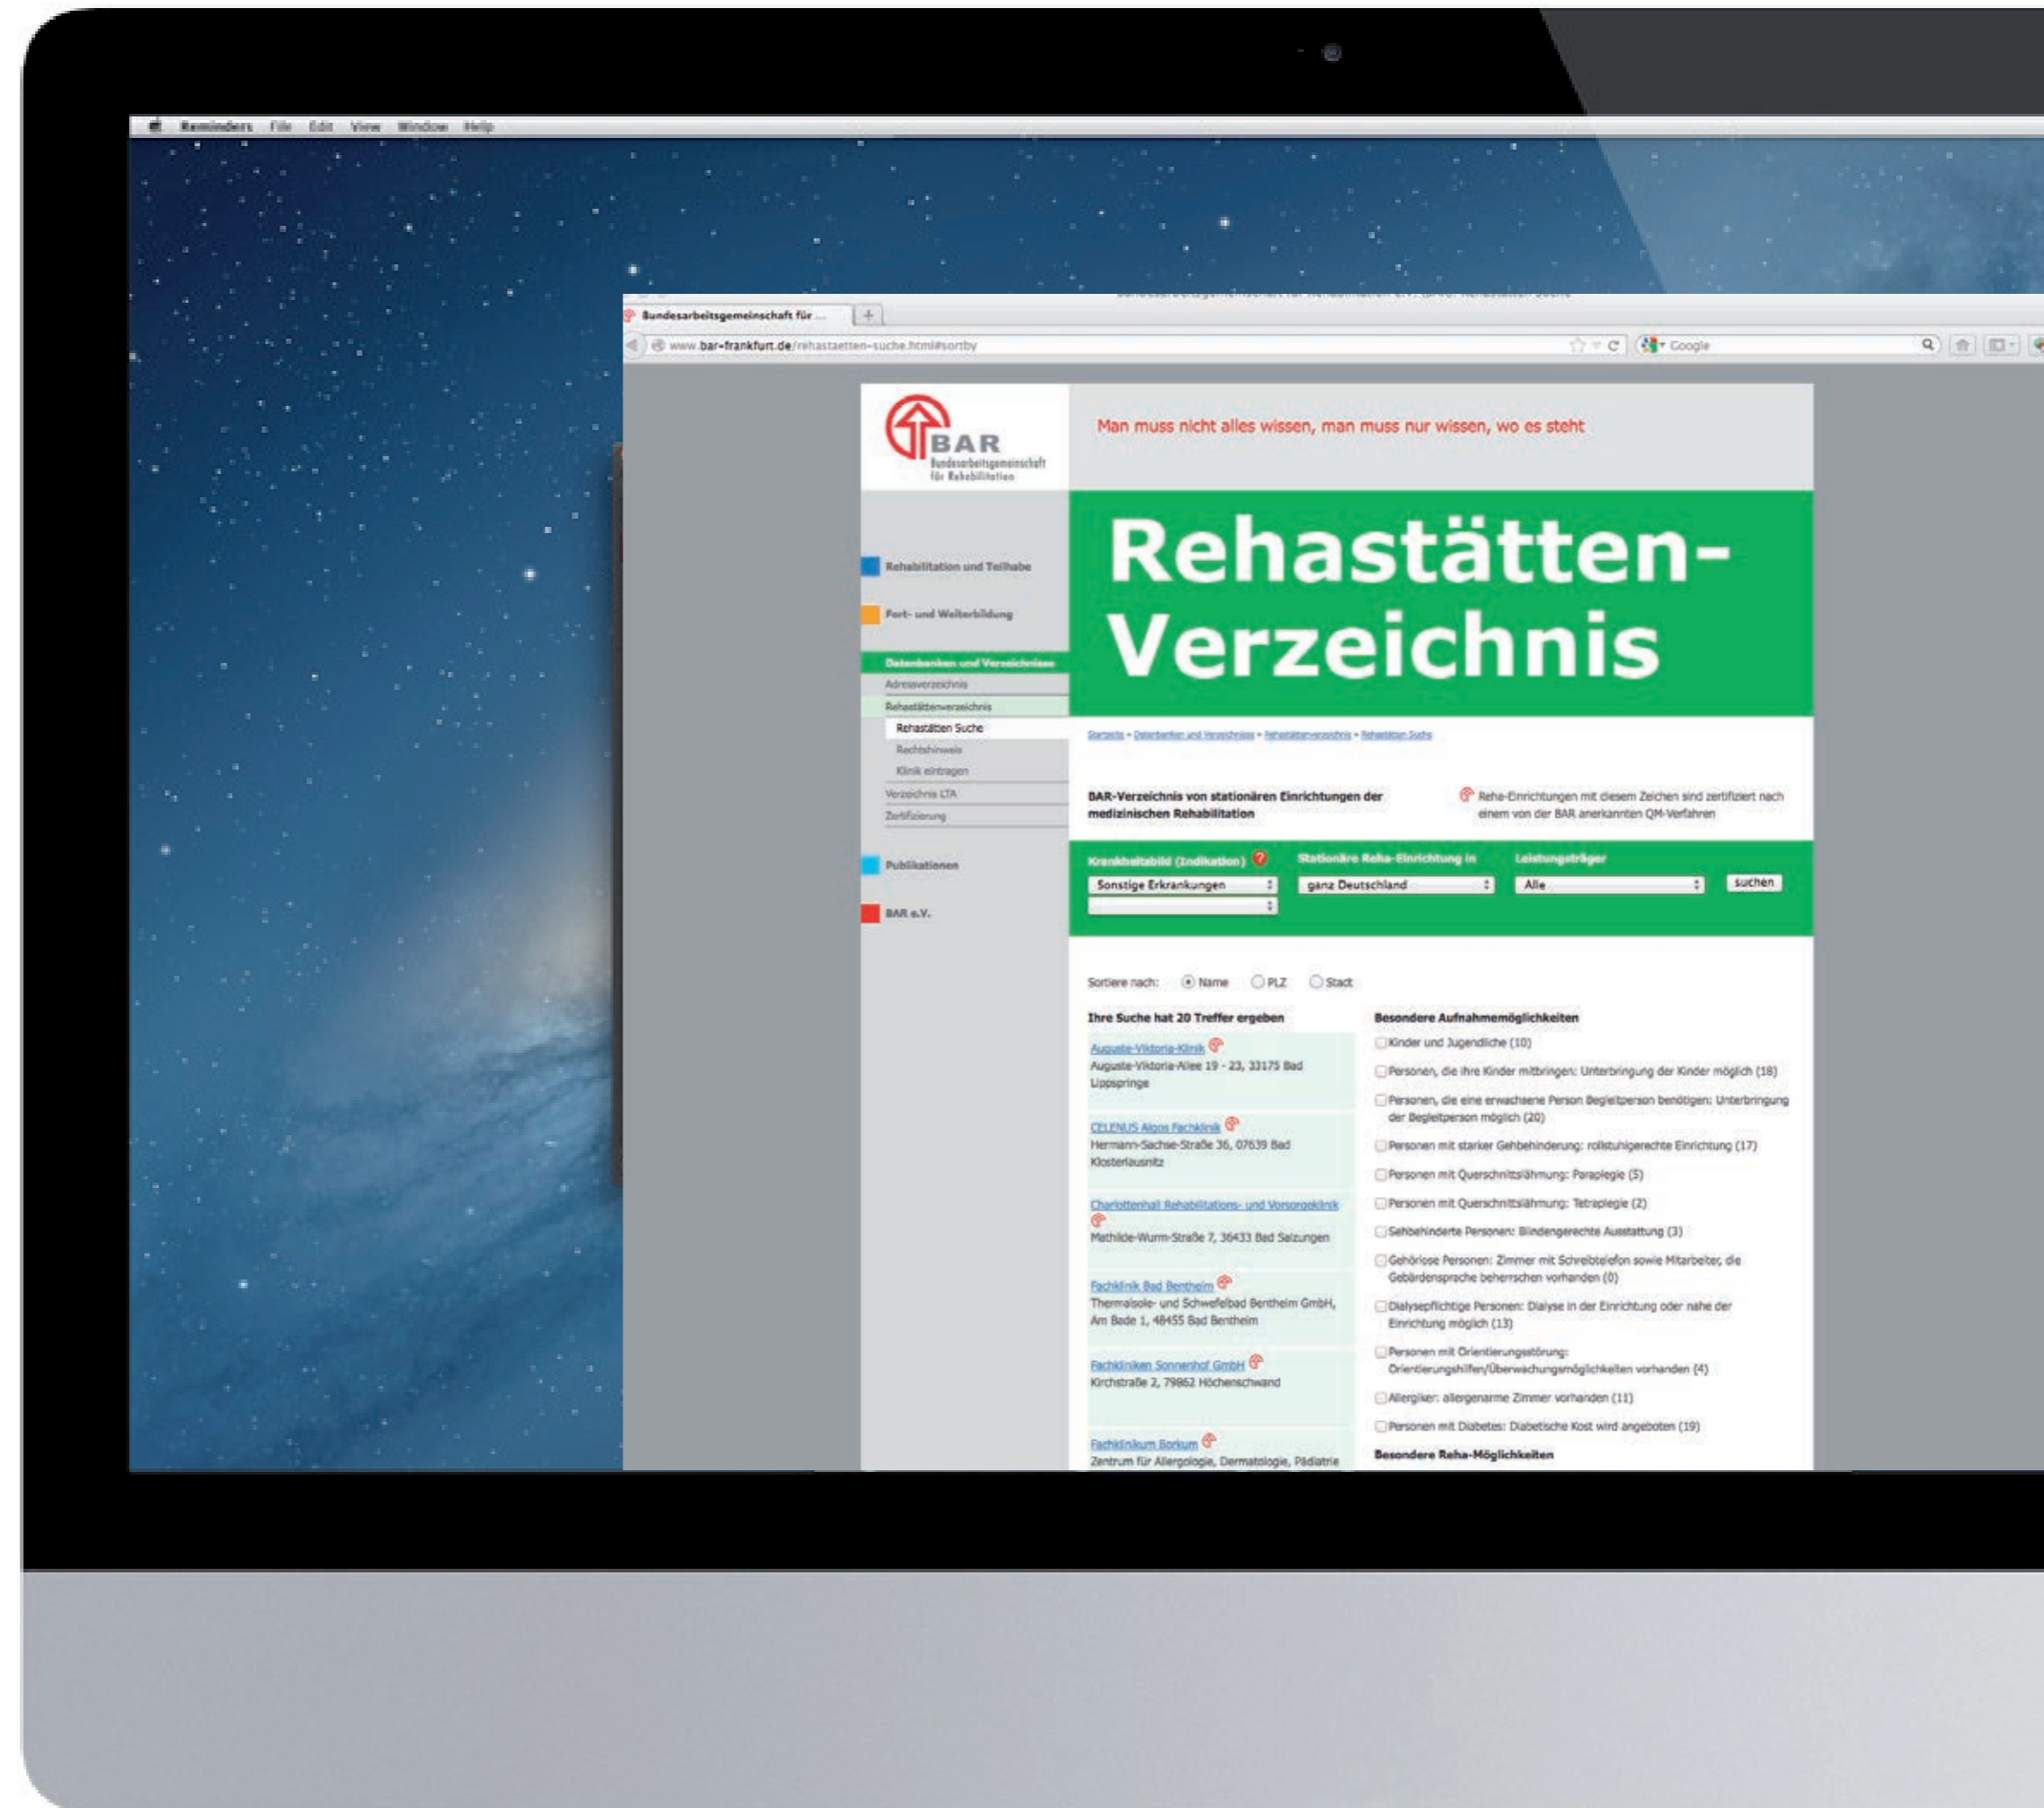 Reminders File Edit View Window Help
Bundesarbeitsgemeinschaft für ...
www.bar-frankfurt.de/rehastaetten-suche.html#sortby
Google
BAR
Bundesarbeitsgemeinschaft
für Rehabilitation
Man muss nicht alles wissen, man muss nur wissen, wo es steht
Rehastätten-
Verzeichnis
Rehabilitation und Teilhabe
Fort- und Weiterbildung
Datenbanken und Verzeichnisse
Adressverzeichnis
Rehastättenverzeichnis
Rehastätten Suche
Rechtshinweis
Klinik eintragen
Verzeichnis LTA
Zertifizierung
Publikationen
BAR e.V.
Startseite » Datenbanken und Verzeichnisse » Rehastättenverzeichnis » Rehastätten Suche
BAR-Verzeichnis von stationären Einrichtungen der
medizinischen Rehabilitation
Reha-Einrichtungen mit diesem Zeichen sind zertifiziert nach
einem von der BAR anerkannten QM-Verfahren
Krankheitsbild (Indikation) ?
Sonstige Erkrankungen
Stationäre Reha-Einrichtung in
ganz Deutschland
Leistungsträger
Alle
suchen
Sortiere nach: Name PLZ Stadt
Ihre Suche hat 20 Treffer ergeben
Auguste-Viktoria-Klinik
Auguste-Viktoria-Allee 19 - 23, 33175 Bad
Lippspringe
CELENUS Algos Fachklinik
Hermann-Sachse-Straße 36, 07639 Bad
Klosterlausnitz
Charlottenhall Rehabilitations- und Vorsorgeklinik
Mathilde-Wurm-Straße 7, 36433 Bad Salzungen
Fachklinik Bad Bentheim
Thermalsole- und Schwefelbad Bentheim GmbH,
Am Bade 1, 48455 Bad Bentheim
Fachkliniken Sonnenhof GmbH
Kirchstraße 2, 79862 Höchenschwand
Fachklinikum Borkum
Zentrum für Allergologie, Dermatologie, Pädiatrie
Besondere Aufnahmemöglichkeiten
Kinder und Jugendliche (10)
Personen, die ihre Kinder mitbringen: Unterbringung der Kinder möglich (18)
Personen, die eine erwachsene Person Begleitperson benötigen: Unterbringung
der Begleitperson möglich (20)
Personen mit starker Gehbehinderung: rollstuhlgerechte Einrichtung (17)
Personen mit Querschnittslähmung: Paraplegie (5)
Personen mit Querschnittslähmung: Tetraplegie (2)
Sehbehinderte Personen: Blindengerechte Ausstattung (3)
Gehörlose Personen: Zimmer mit Schreibtelefon sowie Mitarbeiter, die
Gebärdensprache beherrschen vorhanden (0)
Dialysepflichtige Personen: Dialyse in der Einrichtung oder nahe der
Einrichtung möglich (13)
Personen mit Orientierungsstörung:
Orientierungshilfen/Überwachungsmöglichkeiten vorhanden (4)
Allergiker: allergenarme Zimmer vorhanden (11)
Personen mit Diabetes: Diabetische Kost wird angeboten (19)
Besondere Reha-Möglichkeiten